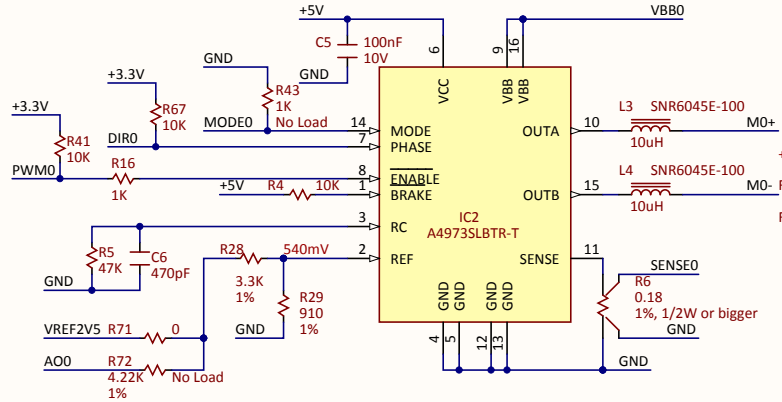 +5V
VBB0
C5 100nF
10V
GND
GND
6
9
16
VCC
VBB
VBB
+3.3V
R43
1K
No Load
+3.3V
R67
10K
MODE0
14
MODE
10
OUTA
L3 SNR6045E-100
M0+
10uH
R41
10K
DIR0
7
PHASE
R16
PWM0
8
ENABLE
1K
+5V
R4 10K
1
BRAKE
15
OUTB
L4 SNR6045E-100
M0-
10uH
IC2
A4973SLBTR-T
3
RC
R5
47K
C6
470pF
GND
R28
540mV
2
REF
11
SENSE
SENSE0
3.3K
1%
R29
910
1%
GND
R6
0.18
1%, 1/2W or bigger
GND
GND
GND
GND
GND
4
5
12
13
GND
VREF2V5 R71 0
AO0 R72
4.22K No Load
1%